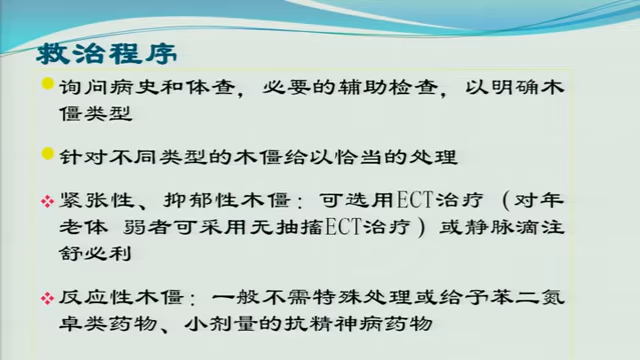 救治程序
询问病史和体查，必要的辅助检查，以明确木
僵类型
针对不同类型的木僵给以恰当的处理
紧张性、抑郁性木僵：可选用ECT治疗（对年
老体 弱者可采用无抽搐ECT治疗）或静脉滴注
舒必利
反应性木僵：一般不需特殊处理或给予苯二氮
卓类药物、小剂量的抗精神病药物